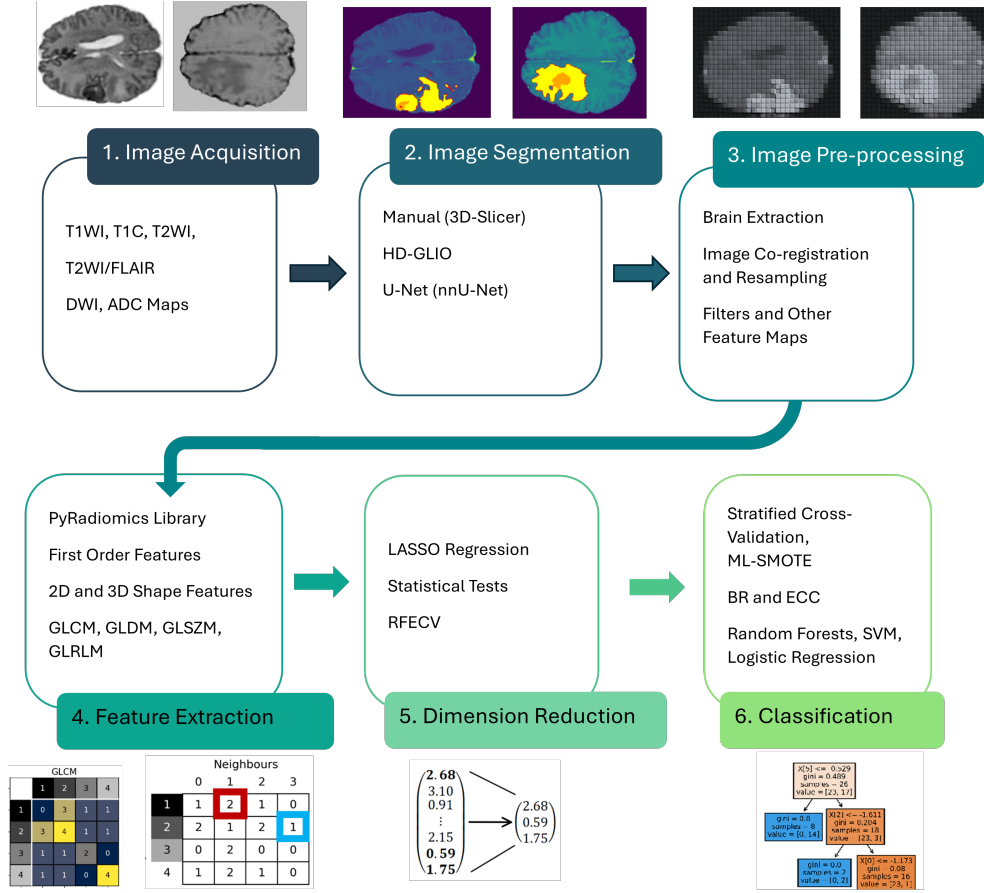 1. Image Acquisition
T1WI, T1C, T2WI,
T2WI/FLAIR
DWI, ADC Maps
2. Image Segmentation
Manual (3D-Slicer)
HD-GLIO
U-Net (nnU-Net)
3. Image Pre-processing
Brain Extraction
Image Co-registration
and Resampling
Filters and Other
Feature Maps
PyRadiomics Library
First Order Features
2D and 3D Shape Features
GLCM, GLDM, GLSZM,
GLRLM
4. Feature Extraction
LASSO Regression
Statistical Tests
RFECV
5. Dimension Reduction
Stratified Cross-
Validation,
ML-SMOTE
BR and ECC
Random Forests, SVM,
Logistic Regression
6. Classification
GLCM
1 2 3 4
1 0 3 1 1
2 3 4 1 1
3 1 1 2 0
4 1 1 0 4
Neighbours
0 1 2 3
1 1 2 1 0
2 2 1 2 1
3 0 2 0 0
4 1 2 1 0
2.68
3.10
0.91
⋮
2.15
0.59
1.75
2.68
0.59
1.75
X[5] <= -0.529
gini = 0.489
samples = 26
value = [23, 17]
gini = 0.0
samples = 8
value = [0, 14]
X[2] <= -1.611
gini = 0.204
samples = 18
value = [23, 3]
gini = 0.0
samples = 2
value = [0, 2]
X[0] <= -1.173
gini = 0.08
samples = 16
value = [23, 1]